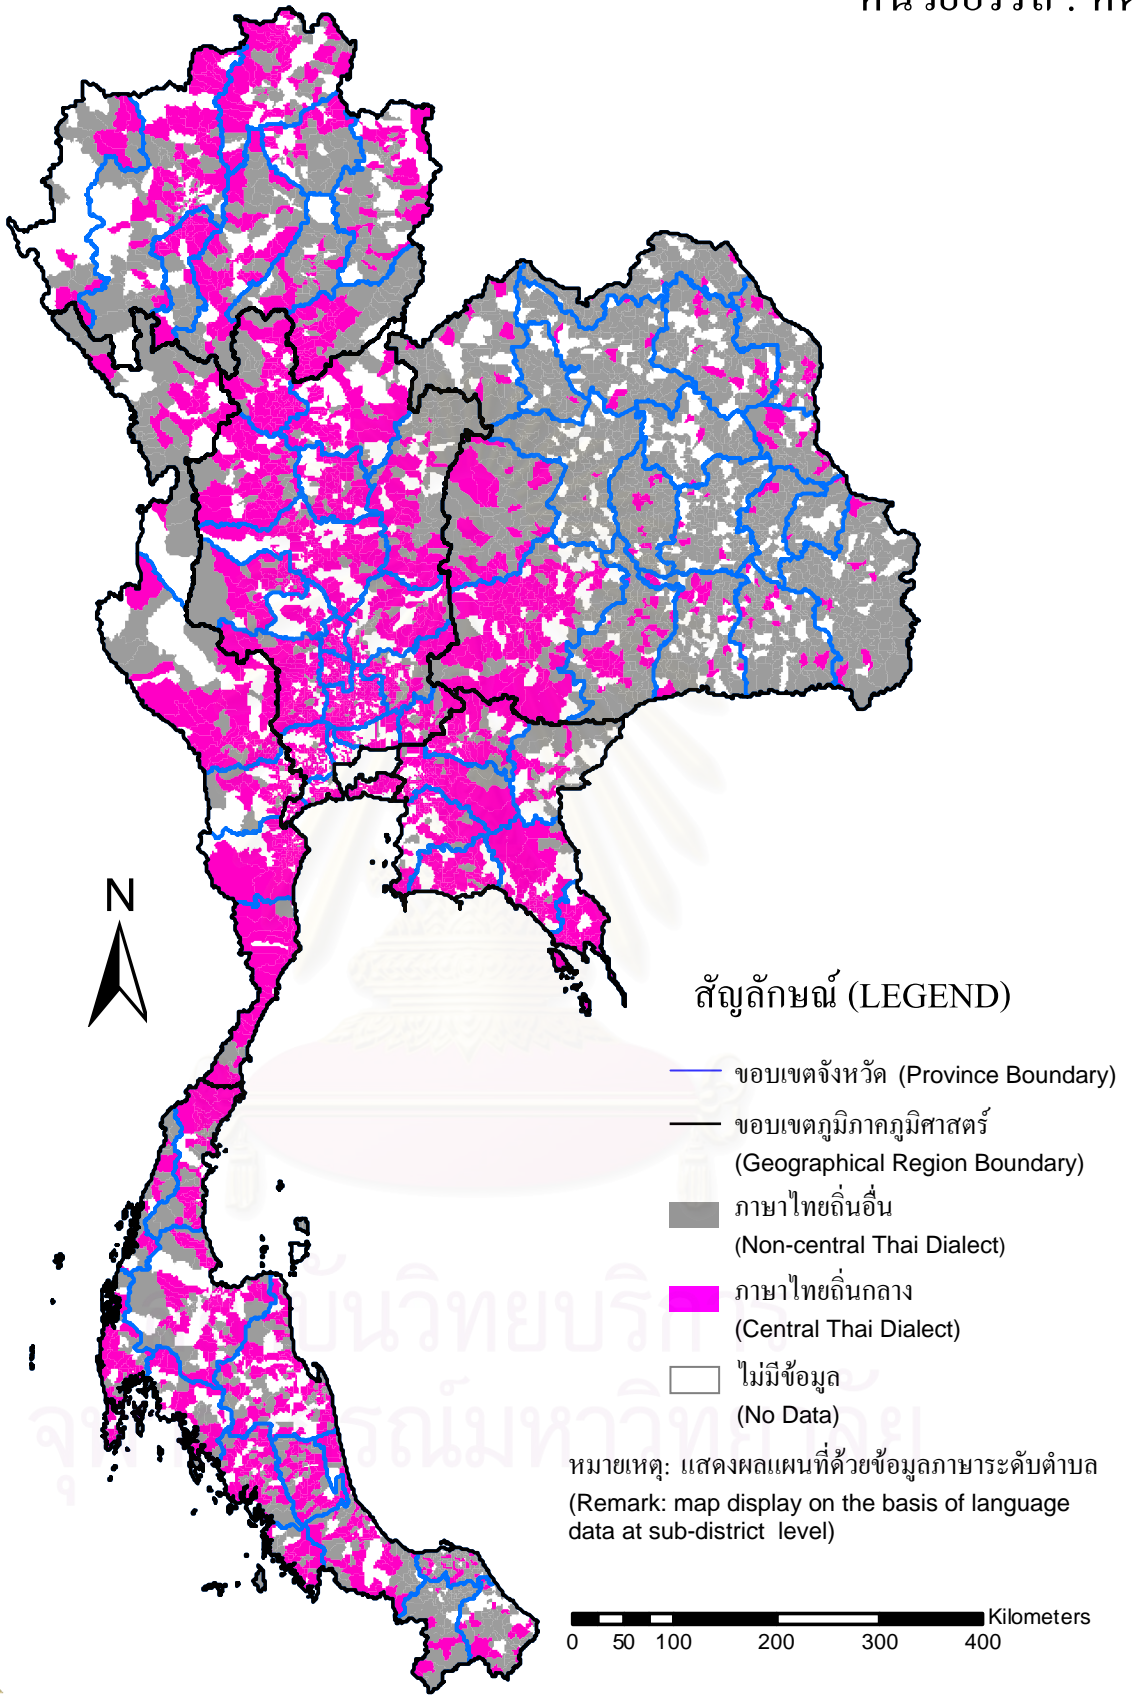 N
สัญลักษณ์ (LEGEND)
ขอบเขตจังหวัด (Province Boundary)
ขอบเขตภูมิภาคภูมิศาสตร์
(Geographical Region Boundary)
ภาษาไทยถิ่นอื่น
(Non-central Thai Dialect)
ภาษาไทยถิ่นกลาง
(Central Thai Dialect)
ไม่มีข้อมูล
(No Data)
หมายเหตุ: แสดงผลแผนที่ด้วยข้อมูลภาษาระดับตำบล
(Remark: map display on the basis of language
data at sub-district level)
Kilometers
0 50 100 200 300 400